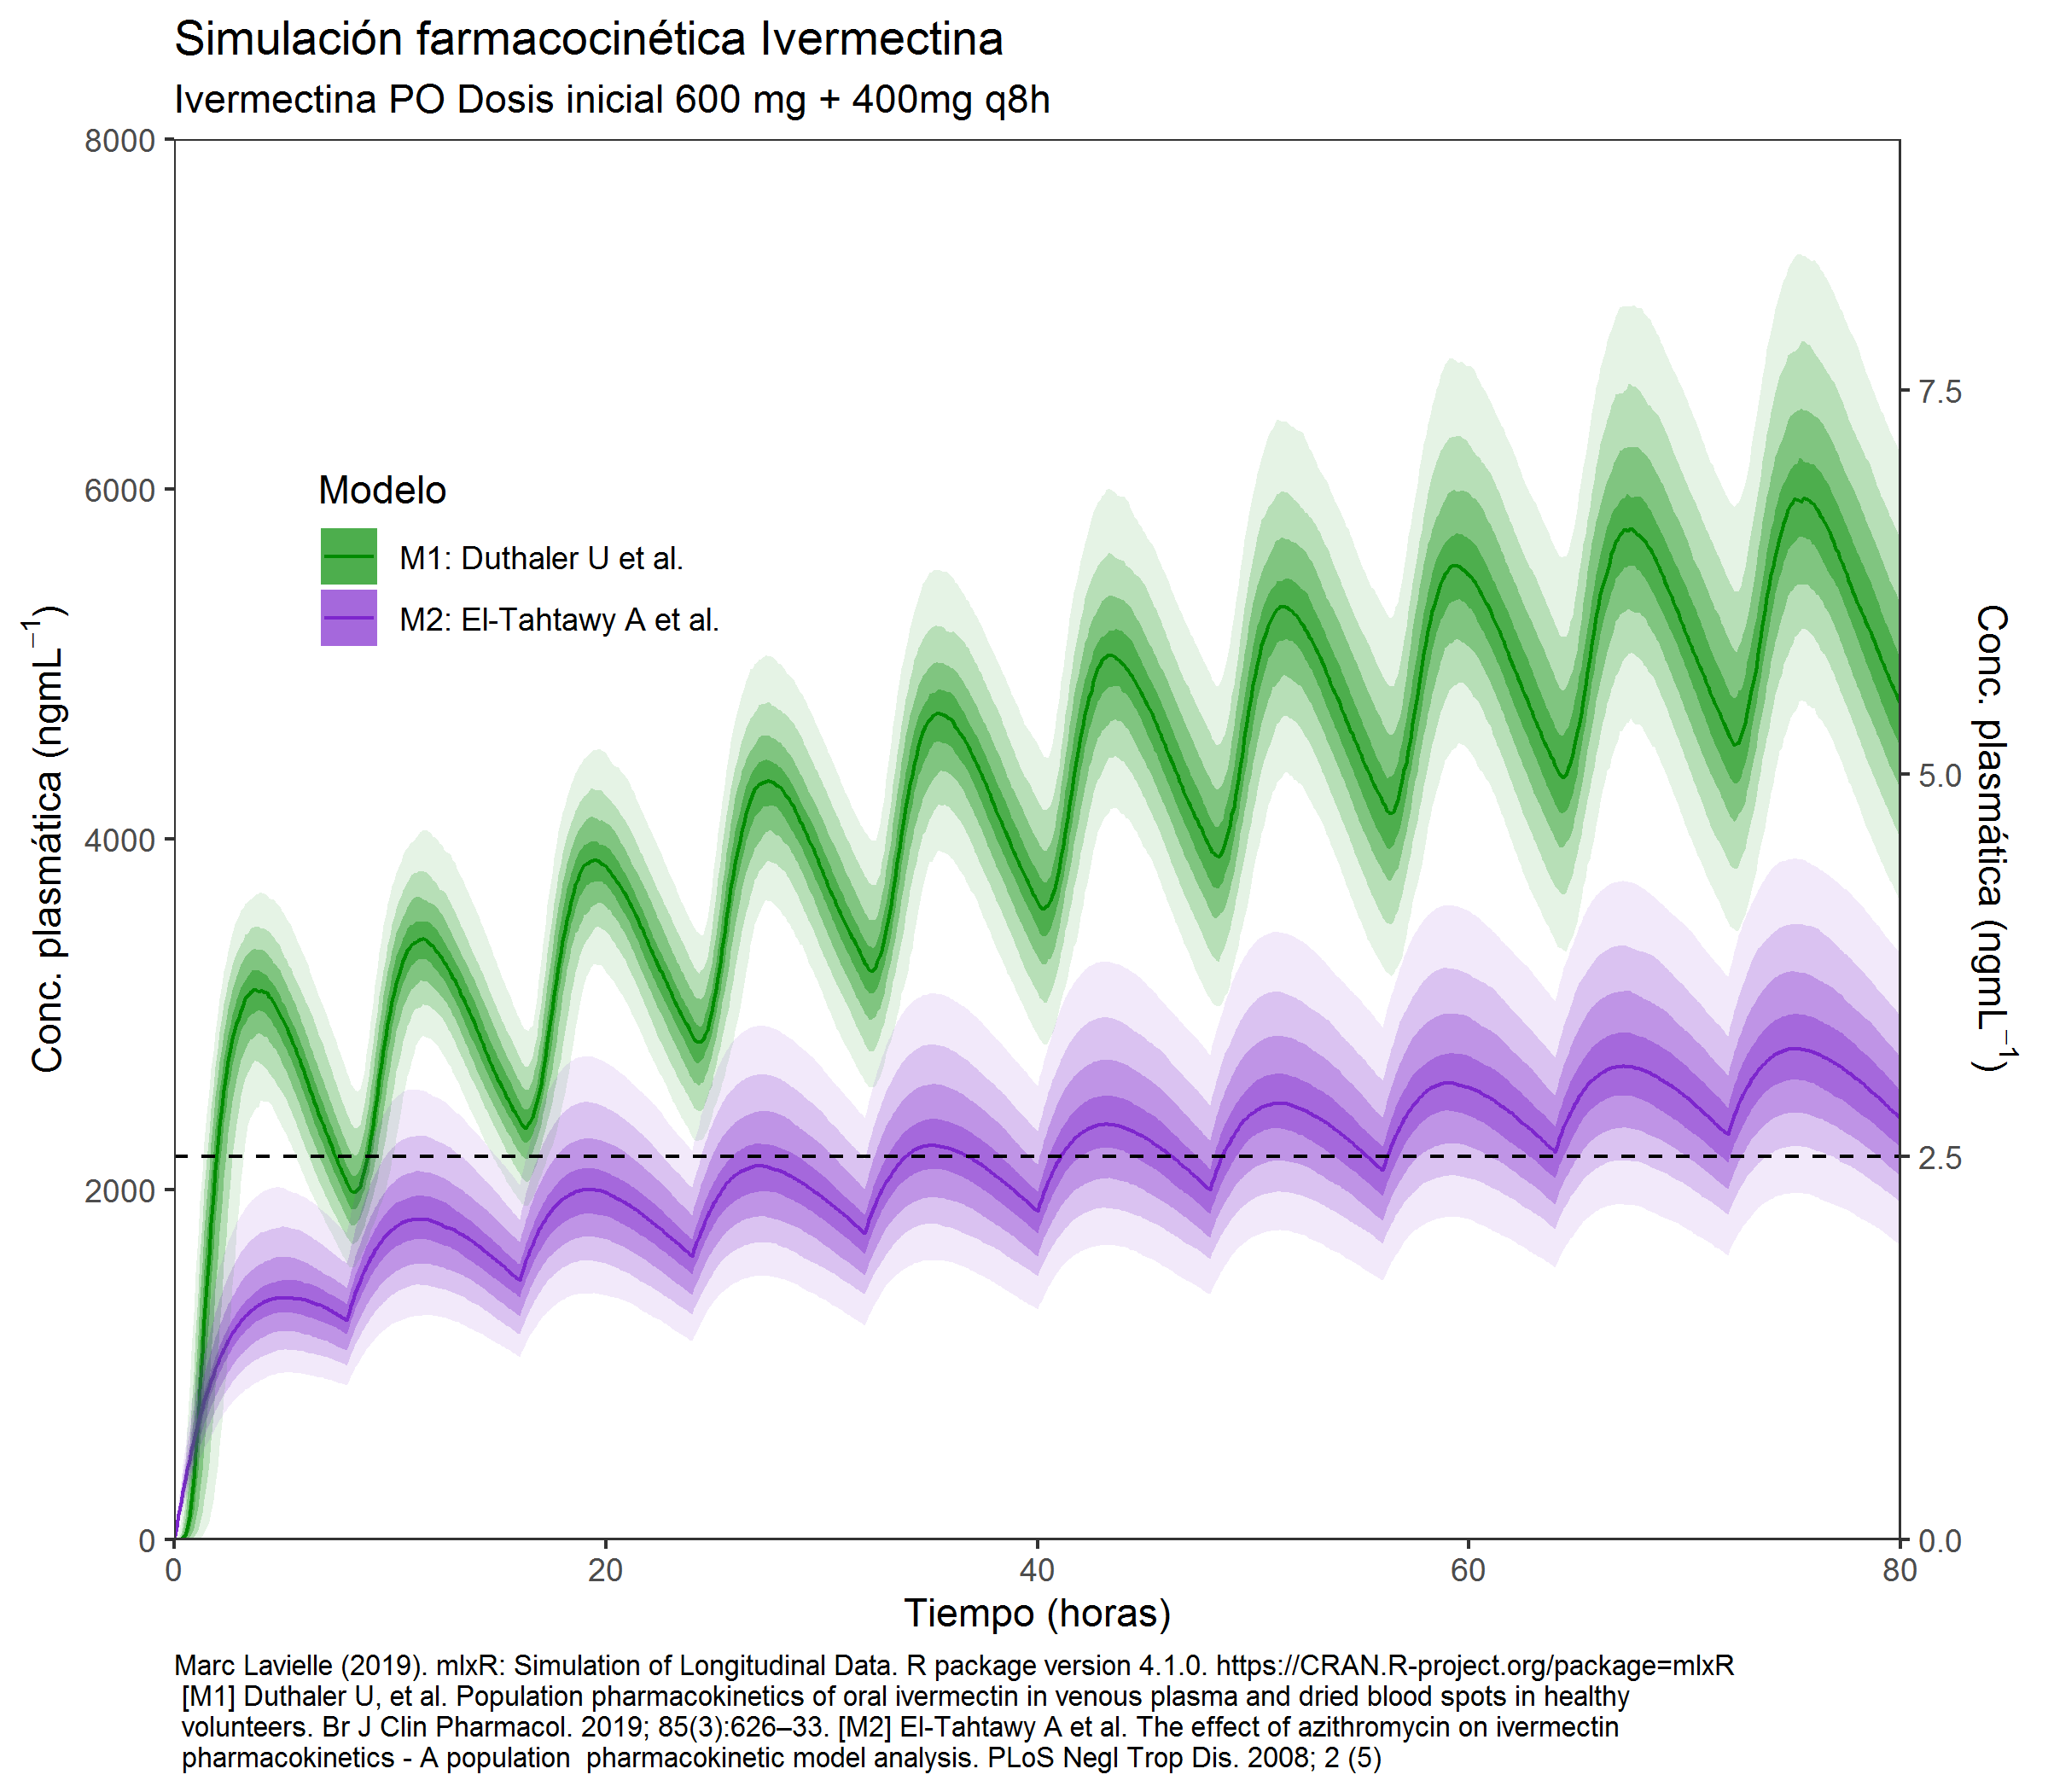 Simulación farmacocinética Ivermectina
Ivermectina PO Dosis inicial 600 mg + 400mg q8h
8000
6000
4000
2000
0
Conc. plasmática (ngmL⁻¹)
Modelo
M1: Duthaler U et al.
M2: El-Tahtawy A et al.
7.5
5.0
2.5
0.0
Conc. plasmática (ngmL⁻¹)
0 20 40 60 80
Tiempo (horas)
Marc Lavielle (2019). mlxR: Simulation of Longitudinal Data. R package version 4.1.0. https://CRAN.R-project.org/package=mlxR
[M1] Duthaler U, et al. Population pharmacokinetics of oral ivermectin in venous plasma and dried blood spots in healthy
volunteers. Br J Clin Pharmacol. 2019; 85(3):626–33. [M2] El-Tahtawy A et al. The effect of azithromycin on ivermectin
pharmacokinetics - A population  pharmacokinetic model analysis. PLoS Negl Trop Dis. 2008; 2 (5)